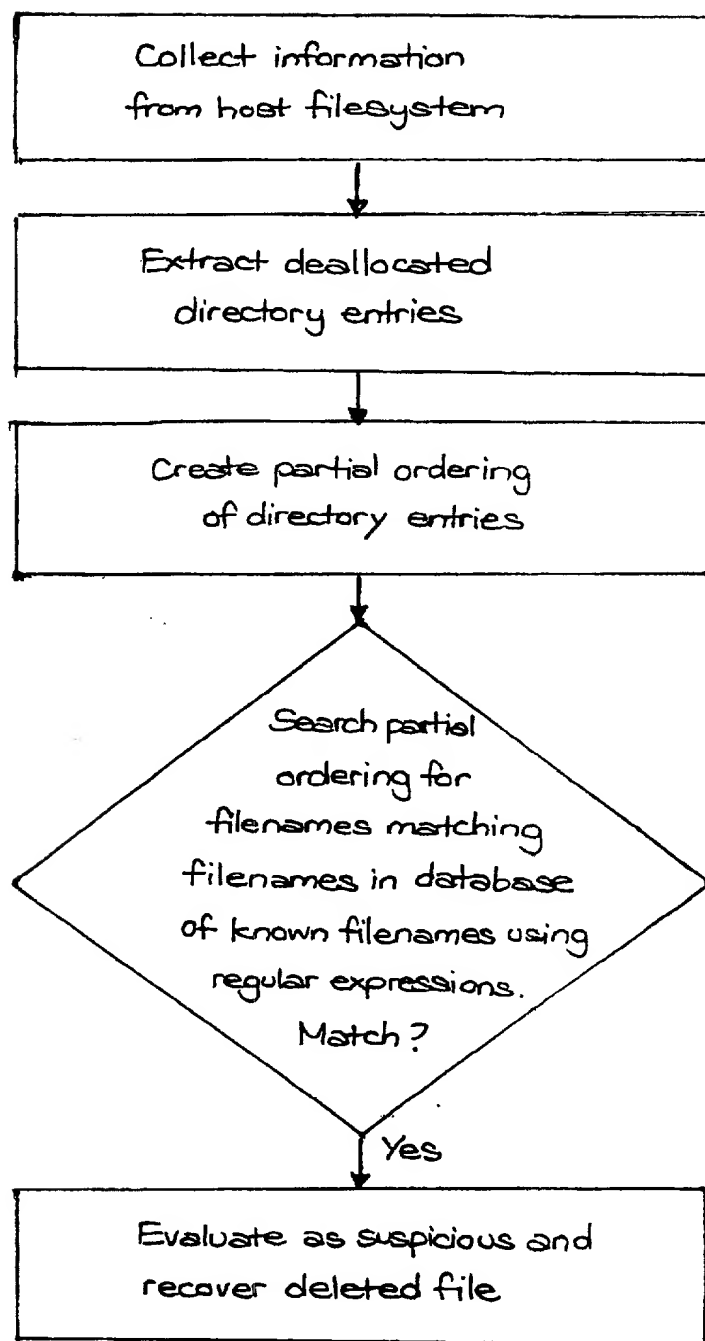 Collect information
from host filesystem
Extract deallocated
directory entries
Create partial ordering
of directory entries
Search partial
ordering for
filenames matching
filenames in database
of known filenames using
regular expressions.
Match?
Yes
Evaluate as suspicious and
recover deleted file